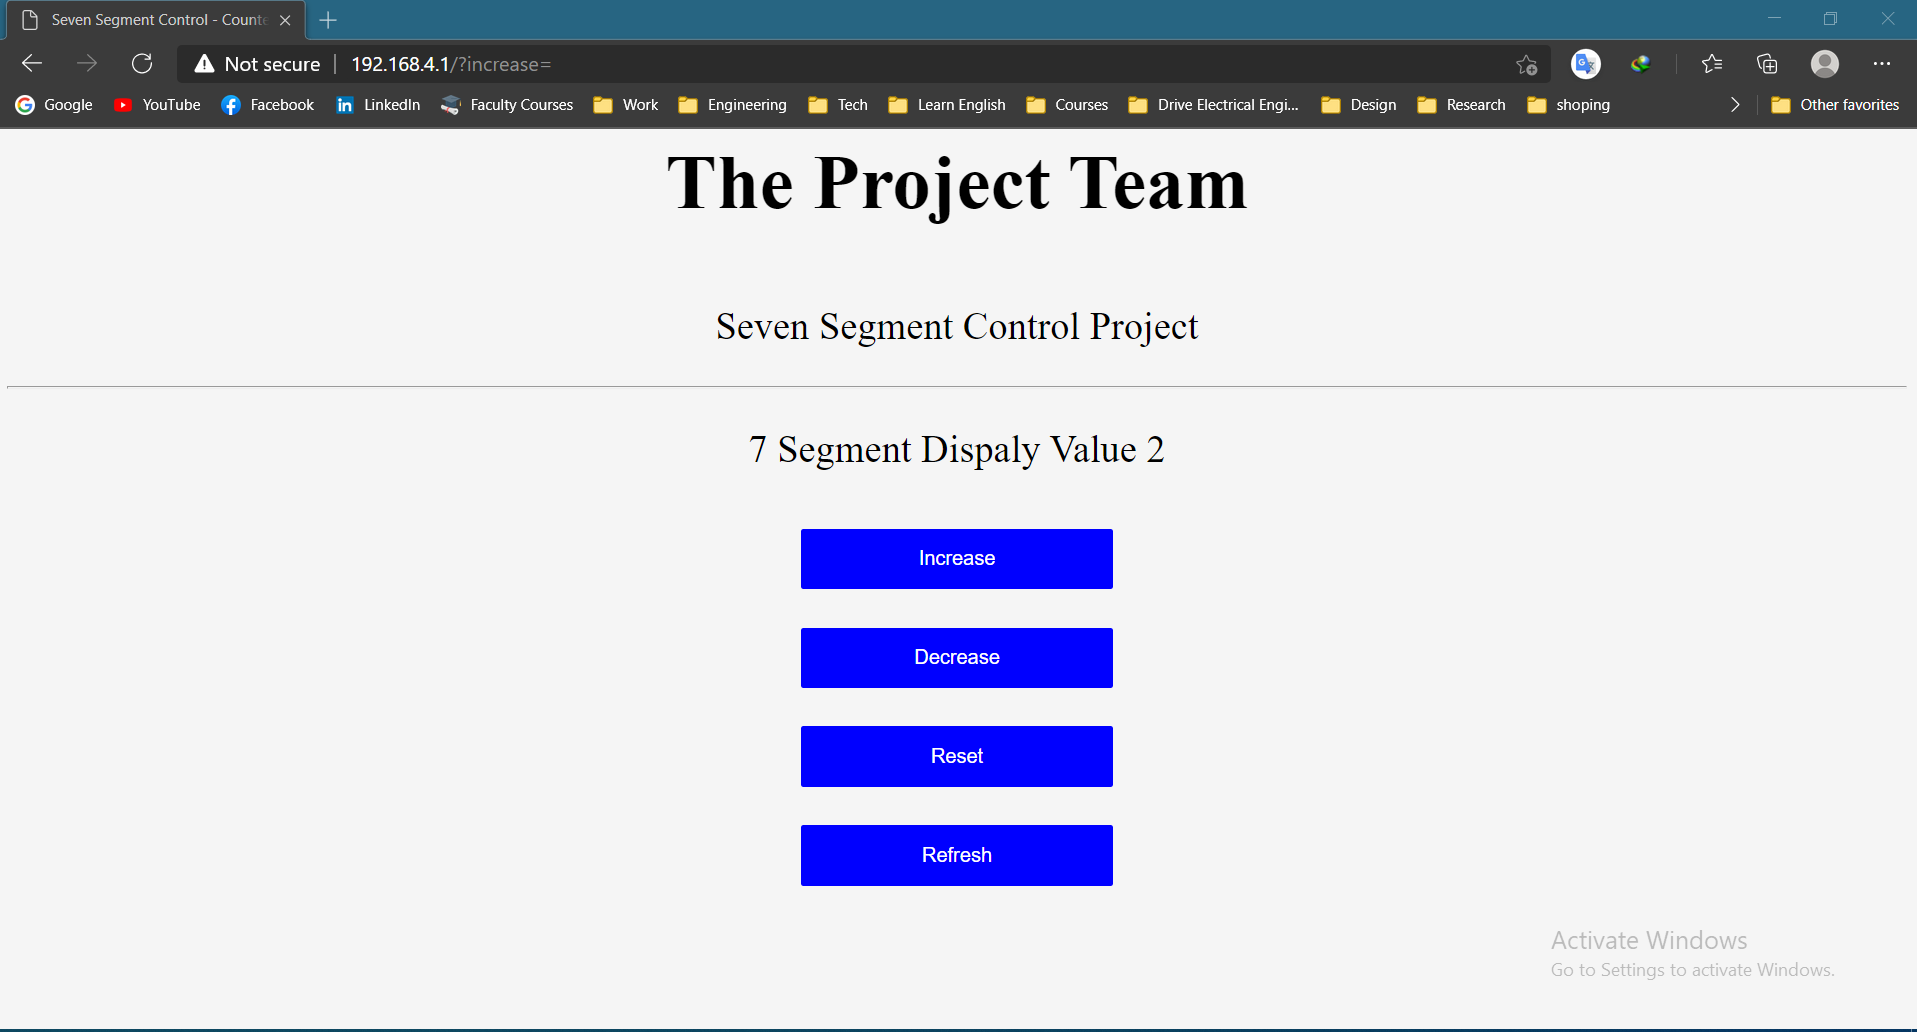 Seven Segment Control - Counte
Not secure | 192.168.4.1/?increase=
Google YouTube Facebook LinkedIn Faculty Courses Work Engineering Tech Learn English Courses Drive Electrical Engi... Design Research shoping Other favorites
The Project Team
Seven Segment Control Project
7 Segment Dispaly Value 2
Increase
Decrease
Reset
Refresh
Activate Windows
Go to Settings to activate Windows.